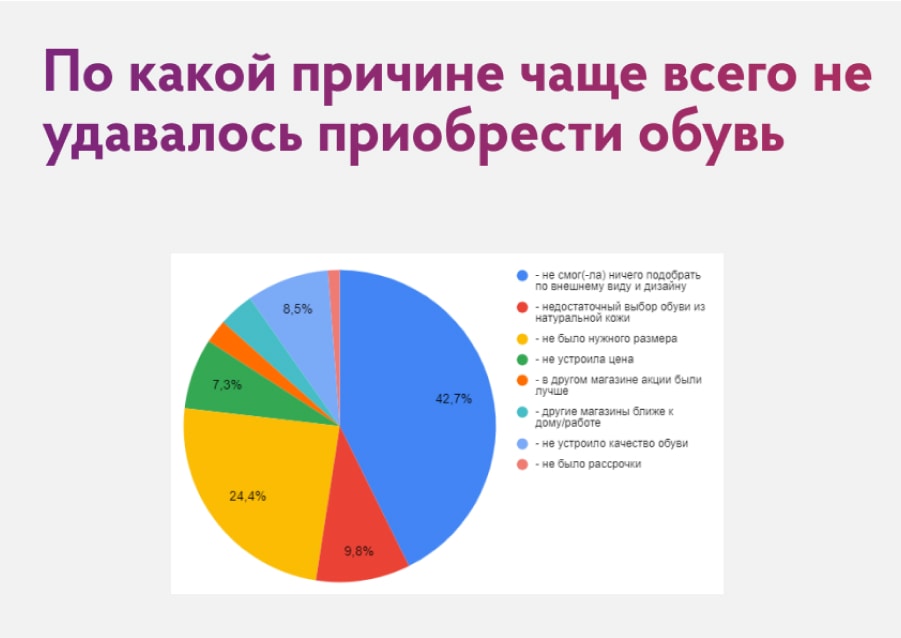 По какой причине чаще всего не
удавалось приобрести обувь
8,5%
7,3%
42,7%
24,4%
9,8%
- не смог(-ла) ничего подобрать
по внешнему виду и дизайну
- недостаточный выбор обуви из
натуральной кожи
- не было нужного размера
- не устроила цена
- в другом магазине акции были
лучше
- другие магазины ближе к
дому/работе
- не устроило качество обуви
- не было рассрочки